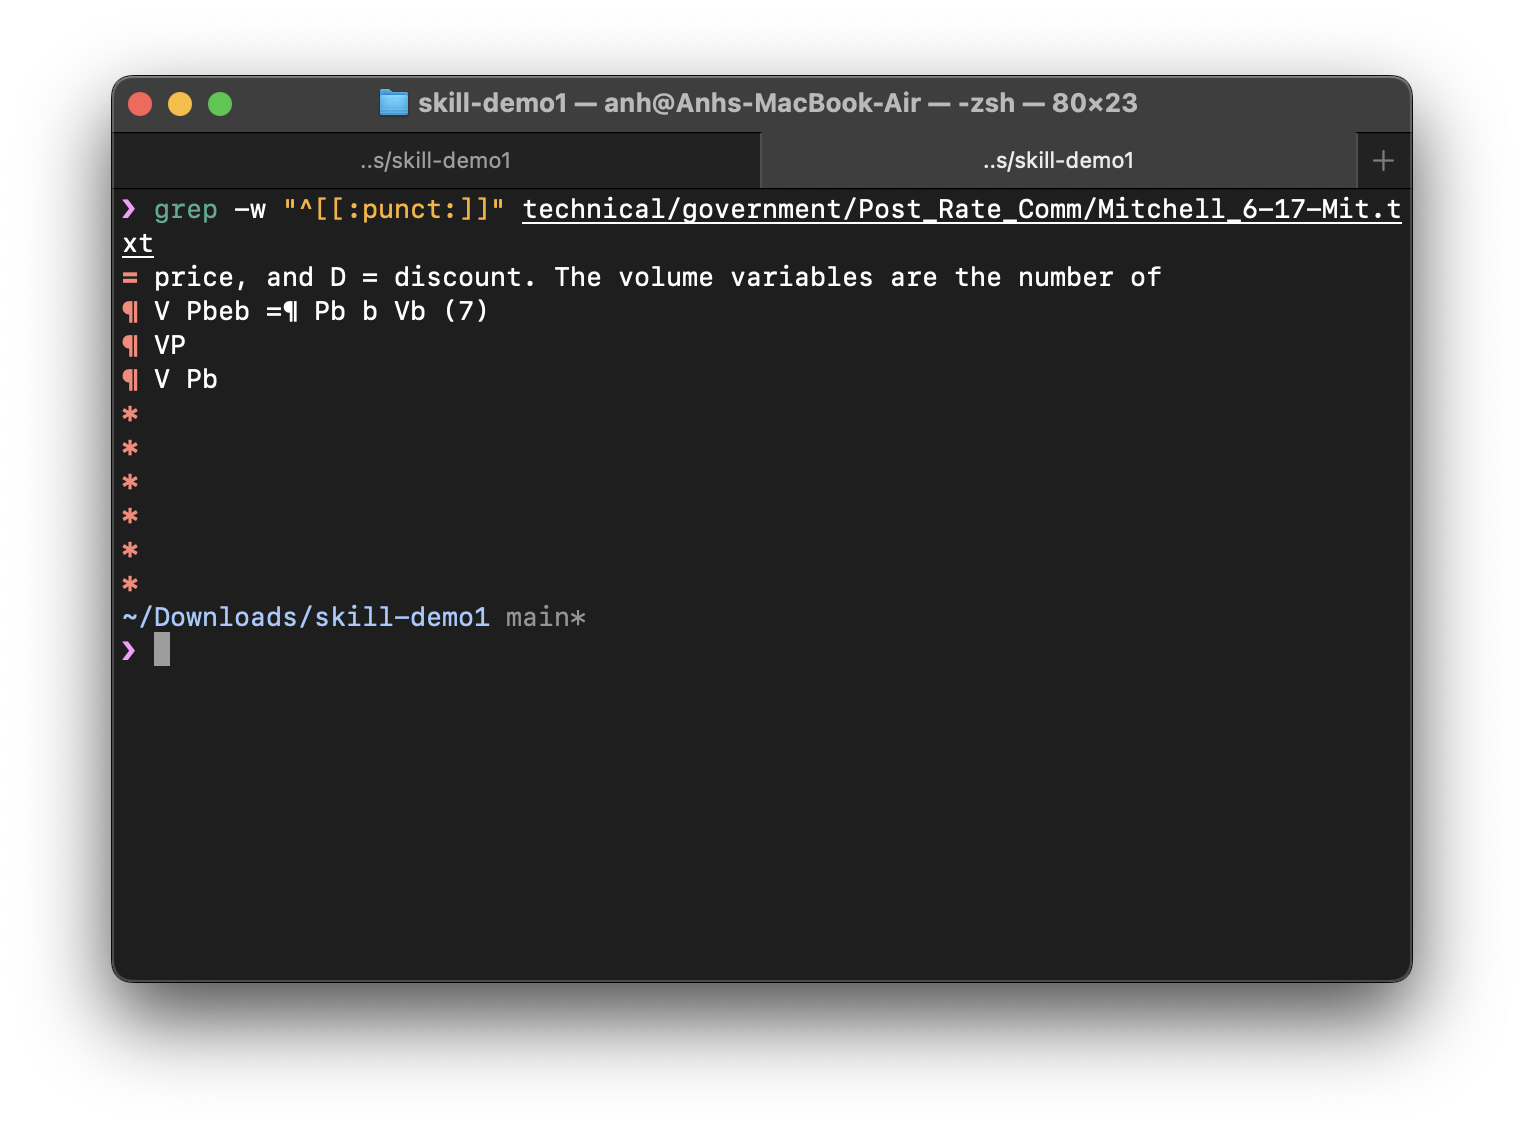 skill-demo1 — anh@Anhs-MacBook-Air — -zsh — 80×23
..s/skill-demo1
..s/skill-demo1
❯ grep -w "^[[:punct:]]" technical/government/Post_Rate_Comm/Mitchell_6-17-Mit.t
xt
= price, and D = discount. The volume variables are the number of
¶ V Pbeb =¶ Pb b Vb (7)
¶ VP
¶ V Pb
*
*
*
*
*
*
~/Downloads/skill-demo1 main*
❯